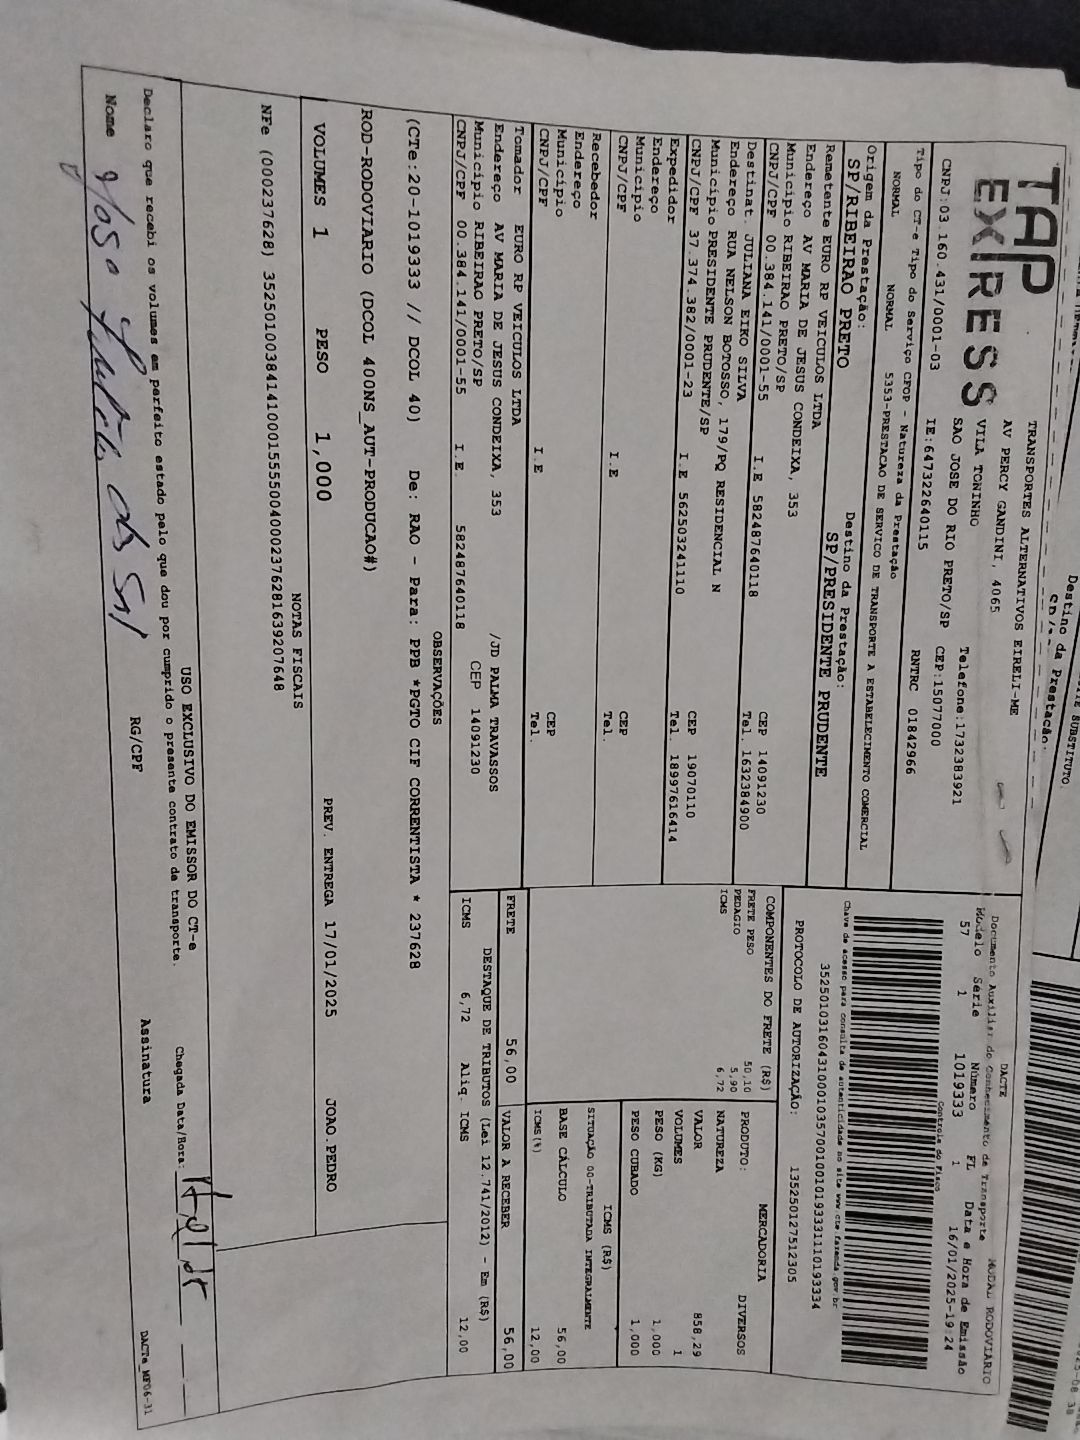 Destino da Prestação:
TAP
EXPRESS
TRANSPORTES ALTERNATIVOS EIRELI-ME
AV PERCY GANDINI, 4065
VILA TONINHO
SAO JOSE DO RIO PRETO/SP CEP:15077000
Telefone:1732383921
CNPJ:03.160.431/0001-03 IE:647322640115 RNTRC 01842966
DACTE
Documento Auxiliar do Conhecimento de Transporte MODAL RODOVIÁRIO
Modelo Série Número FL Data e Hora de Emissão
57 1 1019333 1 16/01/2025-19:24
Controle do Fisco
Tipo do CT-e Tipo do Serviço CFOP - Natureza da Prestação
NORMAL NORMAL 5353-PRESTACAO DE SERVICO DE TRANSPORTE A ESTABELECIMENTO COMERCIAL
Chave de acesso para consulta de autenticidade no site www.cte.fazenda.gov.br
Origem da Prestação: Destino da Prestação:
SP/RIBEIRAO PRETO SP/PRESIDENTE PRUDENTE
PROTOCOLO DE AUTORIZAÇÃO: 135250127512305
Remetente EURO RP VEICULOS LTDA
Endereço AV MARIA DE JESUS CONDEIXA, 353
Município RIBEIRAO PRETO/SP CEP 14091230
CNPJ/CPF 00.384.141/0001-55 I.E 582487640118 Tel. 1632384900
Destinat. JULIANA EIKO SILVA
Endereço RUA NELSON BOTOSSO, 179/PQ RESIDENCIAL N
Município PRESIDENTE PRUDENTE/SP CEP 19070110
CNPJ/CPF 37.374.382/0001-23 I.E 562503241110 Tel. 18997616414
Expedidor
Endereço
Município CEP
CNPJ/CPF I.E Tel.
Recebedor
Endereço
Município CEP
CNPJ/CPF I.E Tel.
Tomador EURO RP VEICULOS LTDA
Endereço AV MARIA DE JESUS CONDEIXA, 353 /JD PALMA TRAVASSOS
Município RIBEIRAO PRETO/SP CEP 14091230
CNPJ/CPF 00.384.141/0001-55 I.E. 582487640118
COMPONENTES DO FRETE (R$)
FRETE PESO 50,10
PEDAGIO 5,90
ICMS 6,72
MERCADORIA
PRODUTO: DIVERSOS
NATUREZA
VALOR 858,29
VOLUMES 1
PESO (KG) 1,000
PESO CUBADO 1,000
ICMS (R$)
SITUAÇÃO 00-TRIBUTADA INTEGRALMENTE
BASE CÁLCULO 56,00
ICMS(%) 12,00
FRETE 56,00 VALOR A RECEBER 56,00
DESTAQUE DE TRIBUTOS (Lei 12.741/2012) - Em (R$)
ICMS 6,72 Aliq. ICMS 12,00
OBSERVAÇÕES
(CTe:20-1019333 // DCOL 40) De: RAO - Para: PPB *PGTO CIF CORRENTISTA * 237628
ROD-RODOVIARIO (DCOL 400NS_AUT-PRODUCAO#)
VOLUMES 1 PESO 1,000 PREV. ENTREGA 17/01/2025 JOAO.PEDRO
NOTAS FISCAIS
USO EXCLUSIVO DO EMISSOR DO CT-e
Declaro que recebi os volumes em perfeito estado pelo que dou por cumprido o presente contrato de transporte.
Chegada Data/Hora:
Nome RG/CPF Assinatura
DACTe_MF06-31